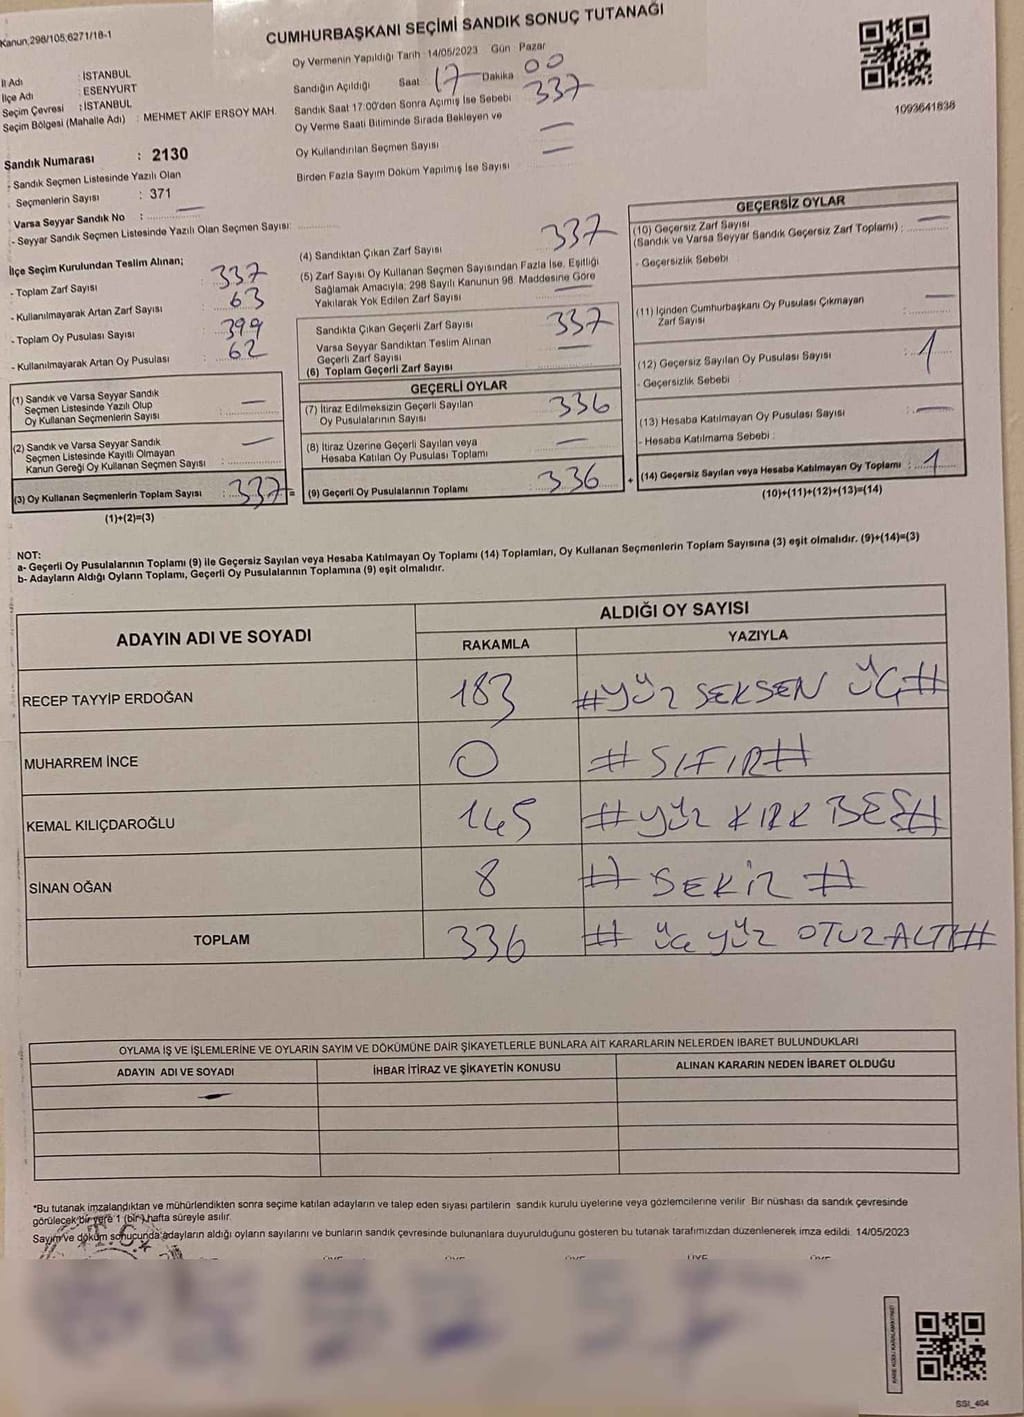 Kanun;298/105;6271/18-1
CUMHURBAŞKANI SEÇİMİ SANDIK SONUÇ TUTANAĞI
İl Adı : İSTANBUL
İlçe Adı : ESENYURT
Seçim Çevresi : İSTANBUL
Seçim Bölgesi (Mahalle Adı) : MEHMET AKİF ERSOY MAH.
Oy Vermenin Yapıldığı Tarih 14/05/2023 Gün Pazar
Sandığın Açıldığı Saat 17 Dakika 00
Sandık Saat 17:00'den Sonra Açımış İse Sebebi 337
Oy Verme Saati Bitiminde Sırada Bekleyen ve
Oy Kullandırılan Seçmen Sayısı —
Birden Fazla Sayım Döküm Yapılmış İse Sayısı —
1093641838
Sandık Numarası : 2130
- Sandık Seçmen Listesinde Yazılı Olan
Seçmenlerin Sayısı : 371
Varsa Seyyar Sandık No : —
- Seyyar Sandık Seçmen Listesinde Yazılı Olan Seçmen Sayısı:
İlçe Seçim Kurulundan Teslim Alınan;
- Toplam Zarf Sayısı 337
- Kullanılmayarak Artan Zarf Sayısı : 63
- Toplam Oy Pusulası Sayısı : 399
- Kullanılmayarak Artan Oy Pusulası : 62
(1) Sandık ve Varsa Seyyar Sandık
Seçmen Listesinde Yazılı Olup
Oy Kullanan Seçmenlerin Sayısı : —
(2) Sandık ve Varsa Seyyar Sandık
Seçmen Listesinde Kayıtlı Olmayan
Kanun Gereği Oy Kullanan Seçmen Sayısı : —
(3) Oy Kullanan Seçmenlerin Toplam Sayısı : 337 =
(1)+(2)=(3)
(4) Sandıktan Çıkan Zarf Sayısı 337
(5) Zarf Sayısı Oy Kullanan Seçmen Sayısından Fazla İse, Eşitliği
Sağlamak Amacıyla; 298 Sayılı Kanunun 98. Maddesine Göre
Yakılarak Yok Edilen Zarf Sayısı —
Sandıkta Çıkan Geçerli Zarf Sayısı 337
Varsa Seyyar Sandıktan Teslim Alınan
Geçerli Zarf Sayısı —
(6) Toplam Geçerli Zarf Sayısı
GEÇERLİ OYLAR
(7) İtiraz Edilmeksizin Geçerli Sayılan
Oy Pusulalarının Sayısı 336
(8) İtiraz Üzerine Geçerli Sayılan veya
Hesaba Katılan Oy Pusulası Toplamı —
(9) Geçerli Oy Pusulalarının Toplamı : 336 +
GEÇERSİZ OYLAR
(10) Geçersiz Zarf Sayısı
(Sandık ve Varsa Seyyar Sandık Geçersiz Zarf Toplamı) : —
- Geçersizlik Sebebi :
(11) İçinden Cumhurbaşkanı Oy Pusulası Çıkmayan
Zarf Sayısı : —
(12) Geçersiz Sayılan Oy Pusulası Sayısı : 1
- Geçersizlik Sebebi :
(13) Hesaba Katılmayan Oy Pusulası Sayısı : —
- Hesaba Katılmama Sebebi :
(14) Geçersiz Sayılan veya Hesaba Katılmayan Oy Toplamı : 1
(10)+(11)+(12)+(13)=(14)
NOT:
a- Geçerli Oy Pusulalarının Toplamı (9) ile Geçersiz Sayılan veya Hesaba Katılmayan Oy Toplamı (14) Toplamları, Oy Kullanan Seçmenlerin Toplam Sayısına (3) eşit olmalıdır. (9)+(14)=(3)
b- Adayların Aldığı Oyların Toplamı, Geçerli Oy Pusulalarının Toplamına (9) eşit olmalıdır.
ADAYIN ADI VE SOYADI ALDIĞI OY SAYISI
RAKAMLA YAZIYLA
RECEP TAYYİP ERDOĞAN 183 #YÜZ SEKSEN ÜÇ#
MUHARREM İNCE 0 #SIFIR#
KEMAL KILIÇDAROĞLU 145 #YÜZ KIRK BEŞ#
SİNAN OĞAN 8 #SEKİZ#
TOPLAM 336 #ÜÇ YÜZ OTUZ ALTI#
OYLAMA İŞ VE İŞLEMLERİNE VE OYLARIN SAYIM VE DÖKÜMÜNE DAİR ŞİKAYETLERLE BUNLARA AİT KARARLARIN NELERDEN İBARET BULUNDUKLARI
ADAYIN ADI VE SOYADI İHBAR İTİRAZ VE ŞİKAYETİN KONUSU ALINAN KARARIN NEDEN İBARET OLDUĞU
—
*Bu tutanak imzalandıktan ve mühürlendikten sonra seçime katılan adayların ve talep eden siyası partilerin sandık kurulu üyelerine veya gözlemcilerine verilir Bir nüshası da sandık çevresinde
görülecek bir yere 1 (bir) hafta süreyle asılır.
Sayım ve döküm sonucunda adayların aldığı oyların sayılarını ve bunların sandık çevresinde bulunanlara duyurulduğunu gösteren bu tutanak tarafımızdan düzenlenerek imza edildi. 14/05/2023
T.C.
SSI_404